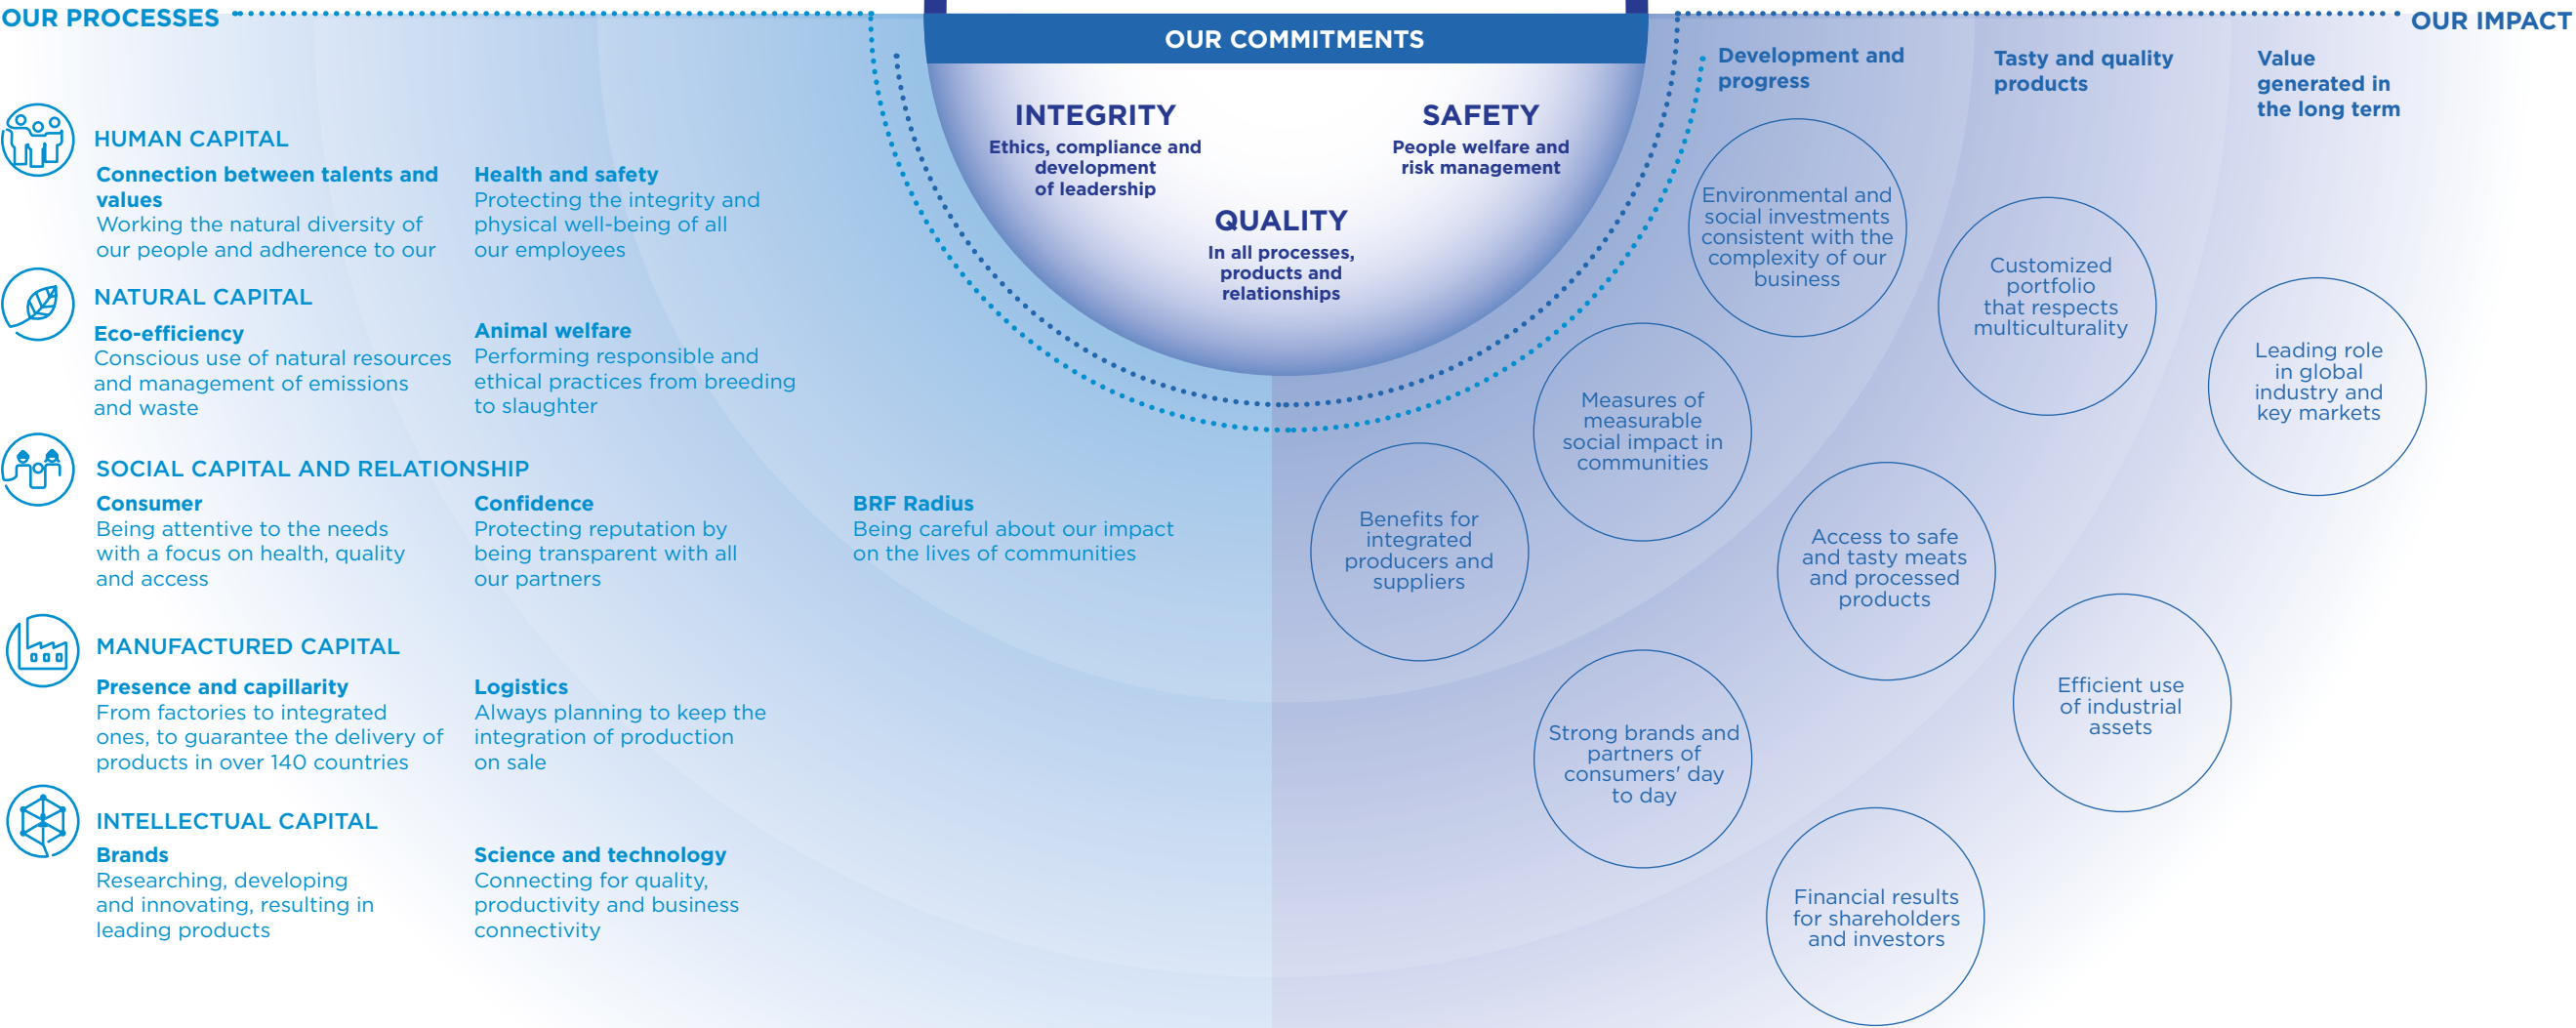 OUR PROCESSES
HUMAN CAPITAL
Connection between talents and
values
Working the natural diversity of
our people and adherence to our
Health and safety
Protecting the integrity and
physical well-being of all
our employees
NATURAL CAPITAL
Eco-efficiency
Conscious use of natural resources
and management of emissions
and waste
Animal welfare
Performing responsible and
ethical practices from breeding
to slaughter
SOCIAL CAPITAL AND RELATIONSHIP
Consumer
Being attentive to the needs
with a focus on health, quality
and access
Confidence
Protecting reputation by
being transparent with all
our partners
BRF Radius
Being careful about our impact
on the lives of communities
MANUFACTURED CAPITAL
Presence and capillarity
From factories to integrated
ones, to guarantee the delivery of
products in over 140 countries
Logistics
Always planning to keep the
integration of production
on sale
INTELLECTUAL CAPITAL
Brands
Researching, developing
and innovating, resulting in
leading products
Science and technology
Connecting for quality,
productivity and business
connectivity
OUR COMMITMENTS
INTEGRITY
Ethics, compliance and
development
of leadership
SAFETY
People welfare and
risk management
QUALITY
In all processes,
products and
relationships
OUR IMPACT
Development and
progress
Environmental and
social investments
consistent with the
complexity of our
business
Measures of
measurable
social impact in
communities
Benefits for
integrated
producers and
suppliers
Tasty and quality
products
Customized
portfolio
that respects
multiculturality
Access to safe
and tasty meats
and processed
products
Strong brands and
partners of
consumers' day
to day
Value
generated in
the long term
Leading role
in global
industry and
key markets
Efficient use
of industrial
assets
Financial results
for shareholders
and investors